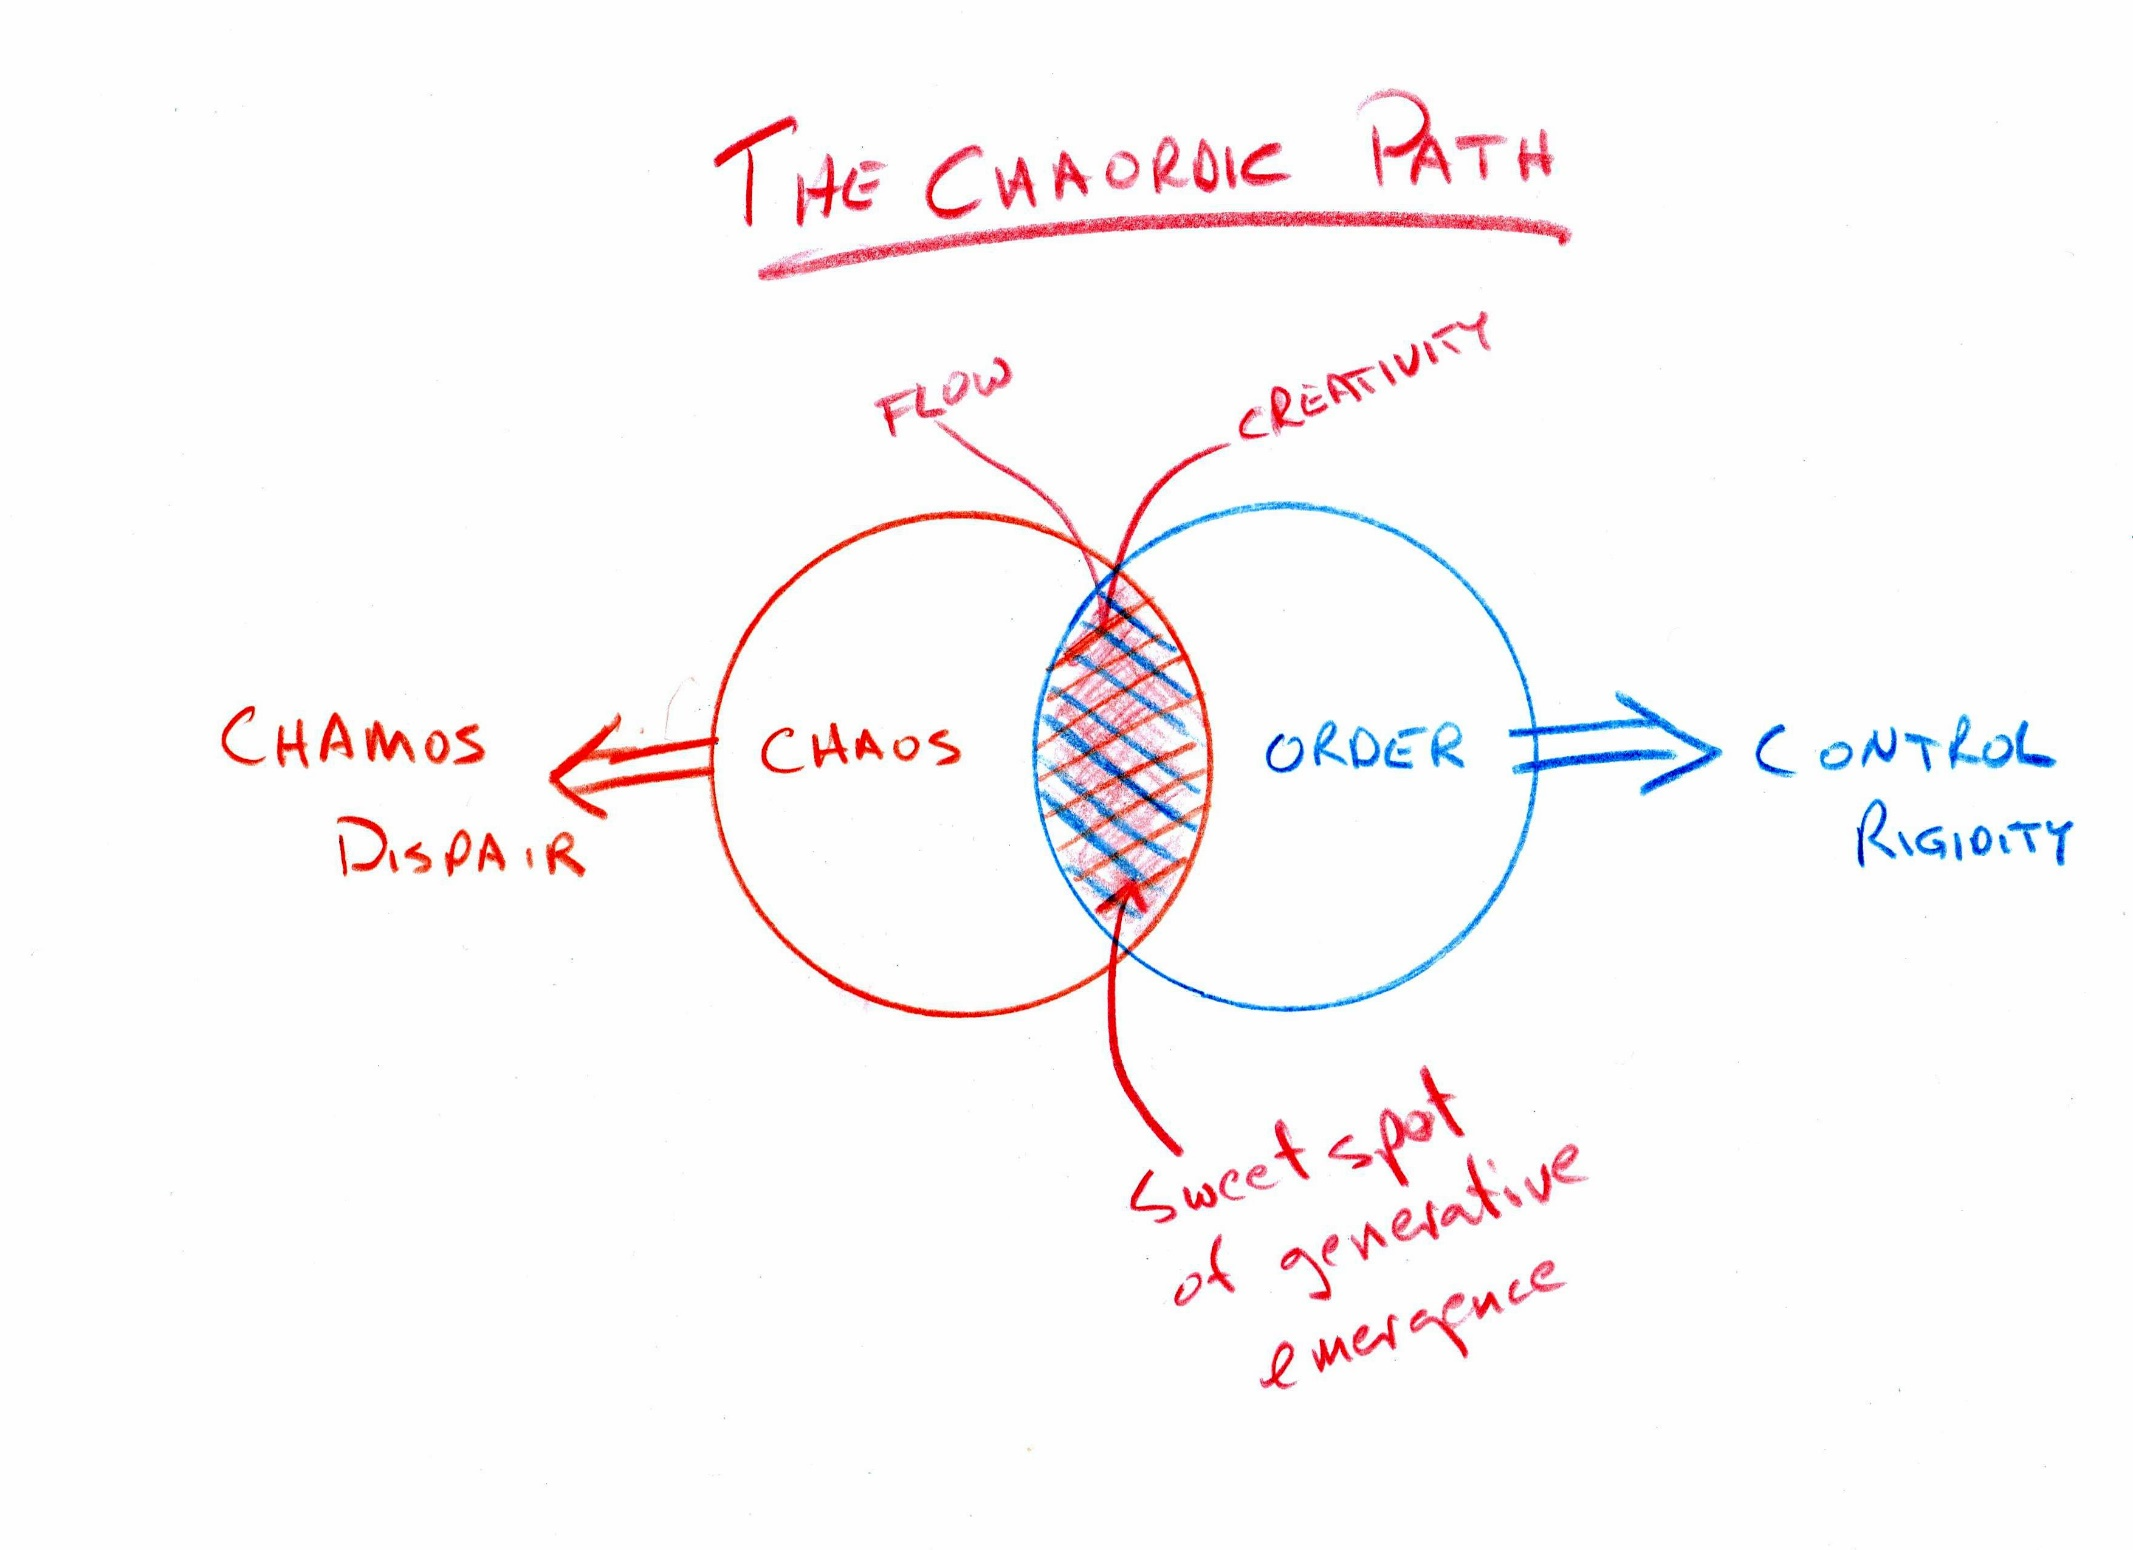 THE CHAORDIC PATH
FLOW
CREATIVITY
CHAMOS
DISPAIR
CHAOS
ORDER
CONTROL
RIGIDITY
Sweet spot
of generative
emergence